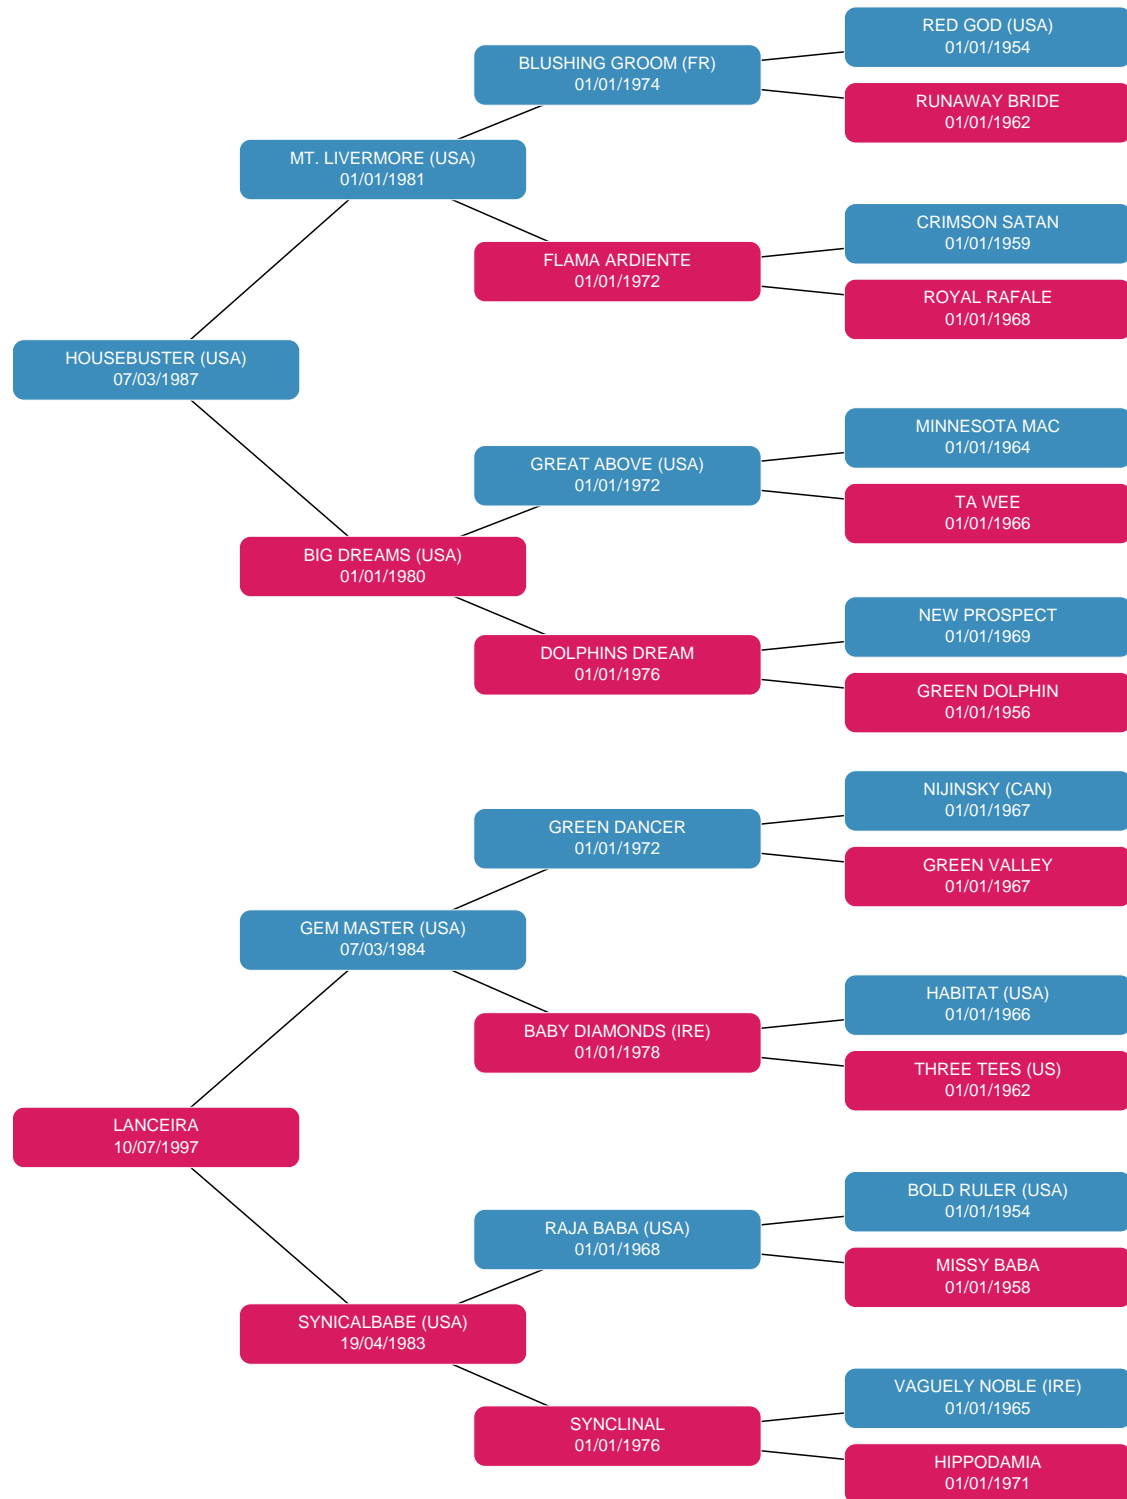 RED GOD (USA)
01/01/1954
BLUSHING GROOM (FR)
01/01/1974
RUNAWAY BRIDE
01/01/1962
MT. LIVERMORE (USA)
01/01/1981
CRIMSON SATAN
01/01/1959
FLAMA ARDIENTE
01/01/1972
ROYAL RAFALE
01/01/1968
HOUSEBUSTER (USA)
07/03/1987
MINNESOTA MAC
01/01/1964
GREAT ABOVE (USA)
01/01/1972
TA WEE
01/01/1966
BIG DREAMS (USA)
01/01/1980
NEW PROSPECT
01/01/1969
DOLPHINS DREAM
01/01/1976
GREEN DOLPHIN
01/01/1956
NIJINSKY (CAN)
01/01/1967
GREEN DANCER
01/01/1972
GREEN VALLEY
01/01/1967
GEM MASTER (USA)
07/03/1984
HABITAT (USA)
01/01/1966
BABY DIAMONDS (IRE)
01/01/1978
THREE TEES (US)
01/01/1962
LANCEIRA
10/07/1997
BOLD RULER (USA)
01/01/1954
RAJA BABA (USA)
01/01/1968
MISSY BABA
01/01/1958
SYNICALBABE (USA)
19/04/1983
VAGUELY NOBLE (IRE)
01/01/1965
SYNCLINAL
01/01/1976
HIPPODAMIA
01/01/1971